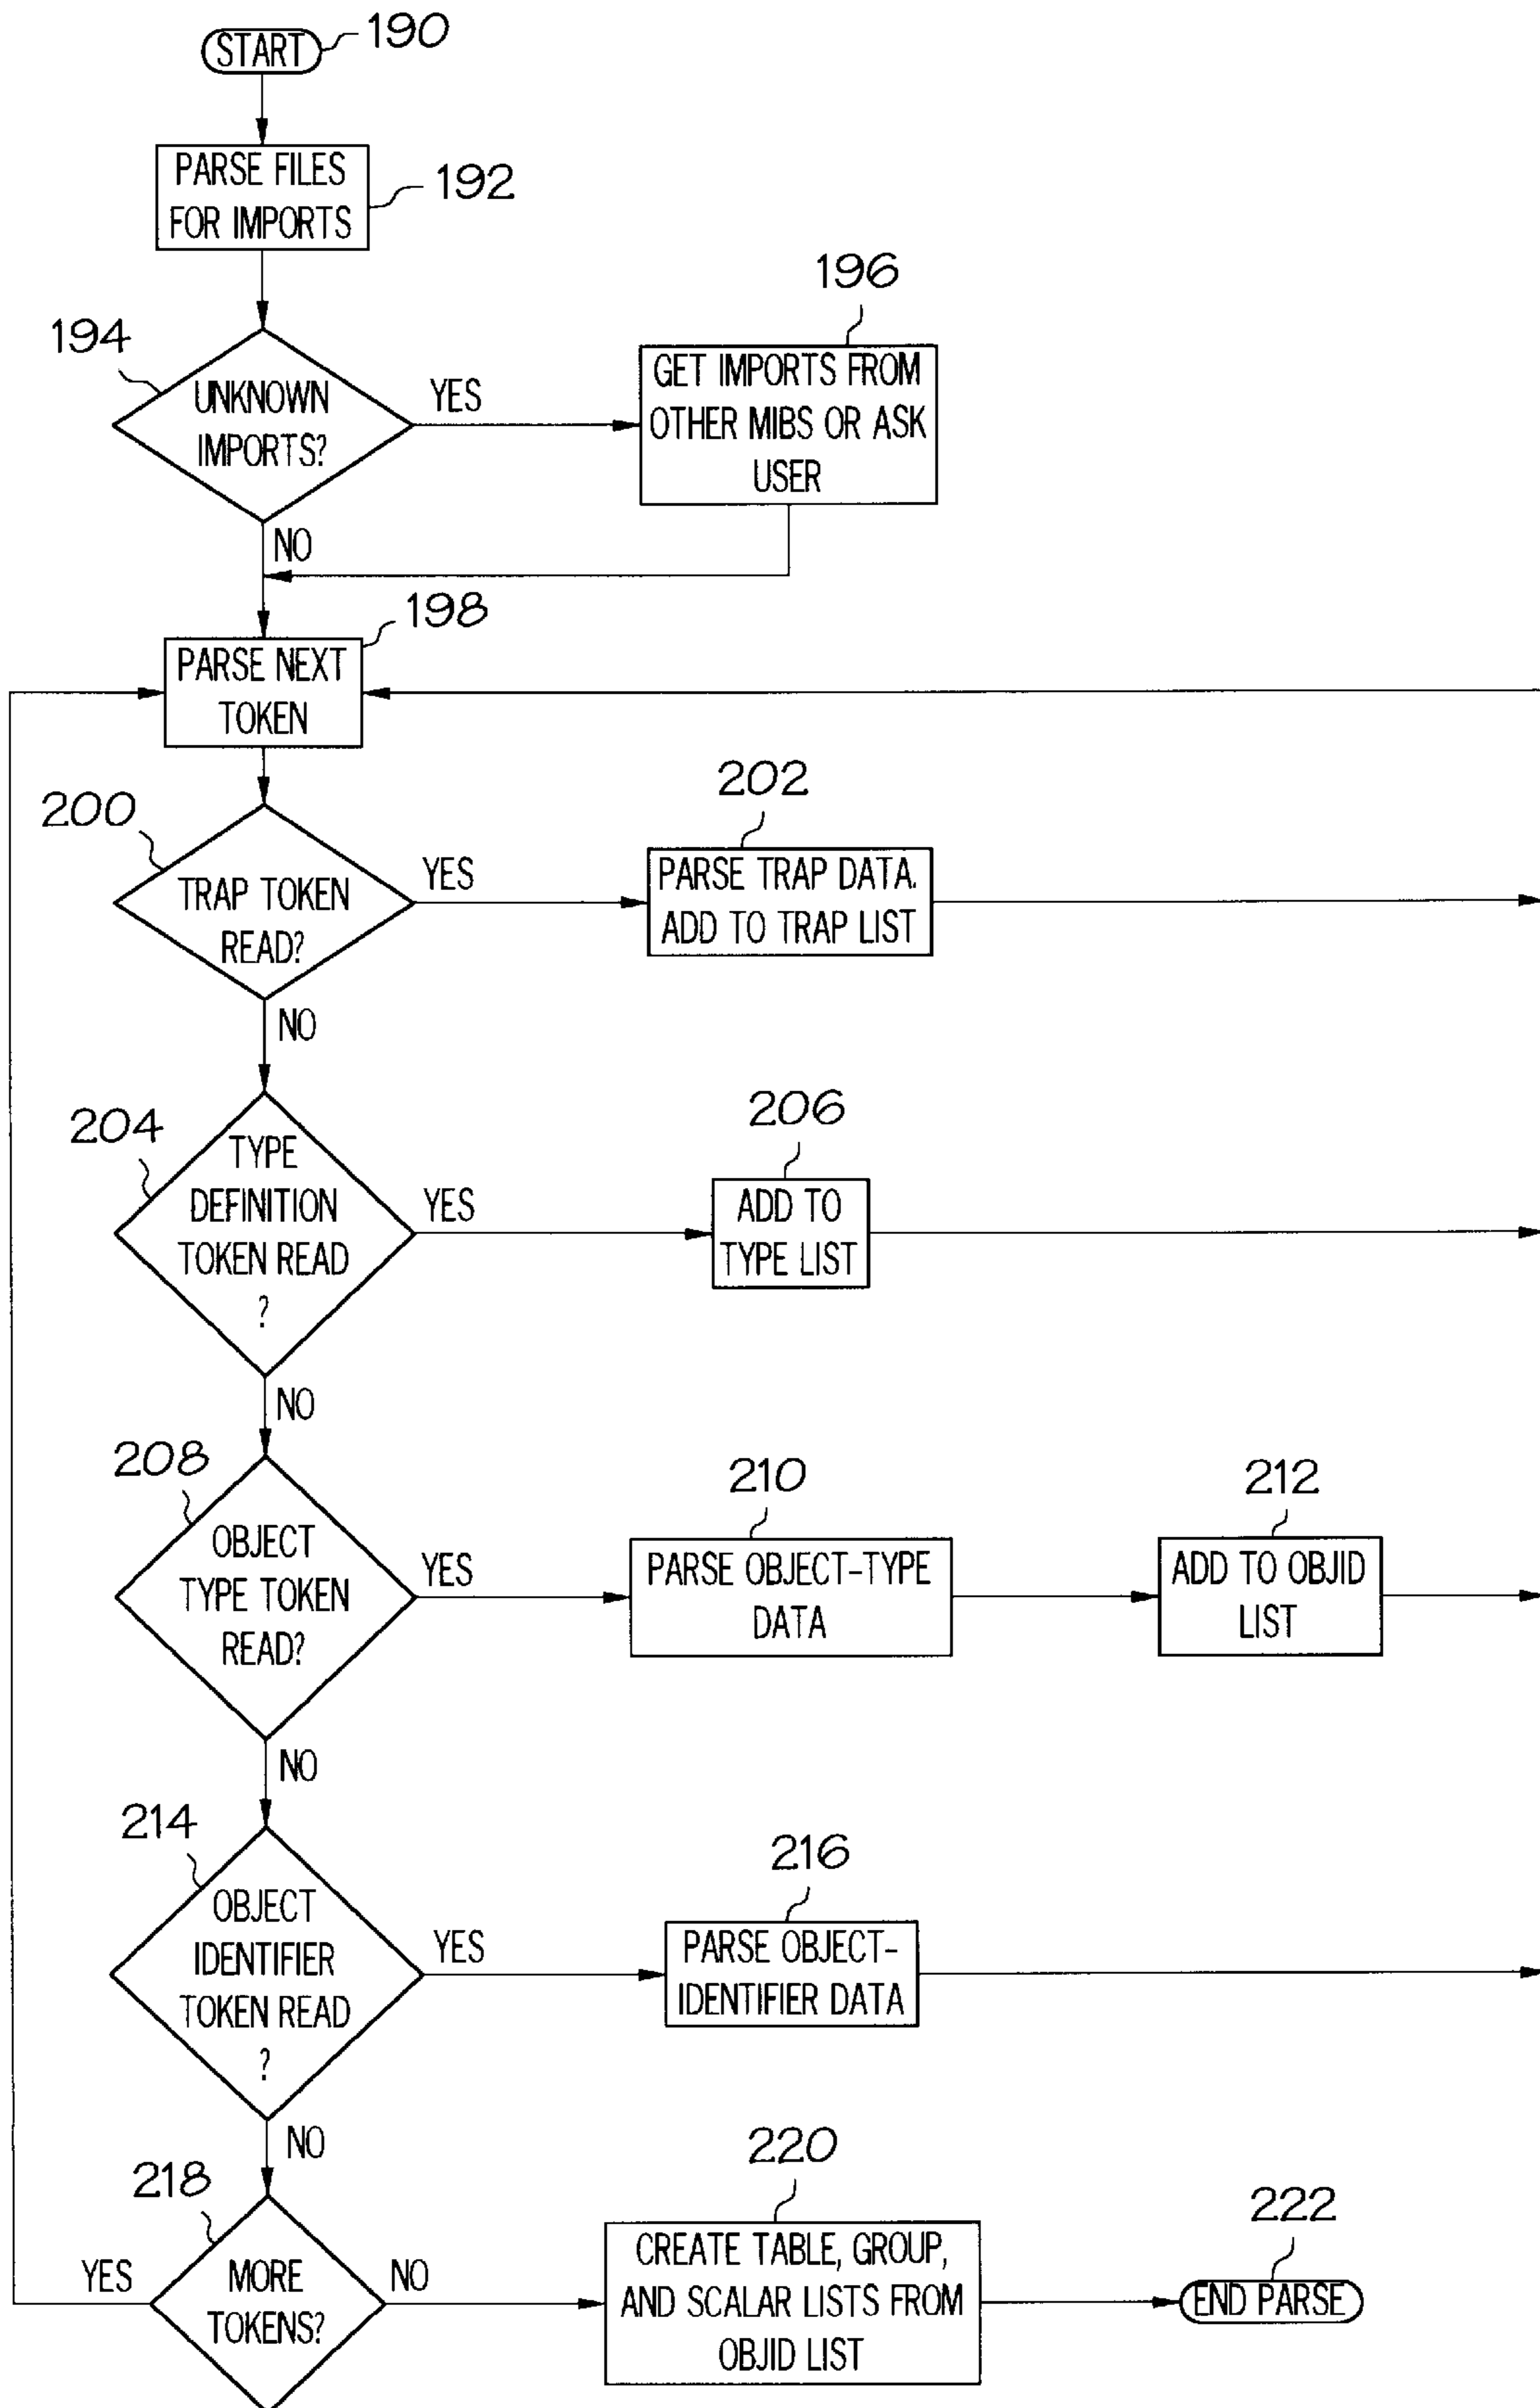 START
190
PARSE FILES
FOR IMPORTS
192
194
UNKNOWN
IMPORTS?
YES
196
GET IMPORTS FROM
OTHER MIBS OR ASK
USER
NO
198
PARSE NEXT
TOKEN
200
TRAP TOKEN
READ?
YES
202
PARSE TRAP DATA.
ADD TO TRAP LIST
NO
204
TYPE
DEFINITION
TOKEN READ
?
YES
206
ADD TO
TYPE LIST
NO
208
OBJECT
TYPE TOKEN
READ?
YES
210
PARSE OBJECT-TYPE
DATA
212
ADD TO OBJID
LIST
NO
214
OBJECT
IDENTIFIER
TOKEN READ
?
YES
216
PARSE OBJECT-
IDENTIFIER DATA
NO
218
YES
MORE
TOKENS?
NO
220
CREATE TABLE, GROUP,
AND SCALAR LISTS FROM
OBJID LIST
222
END PARSE